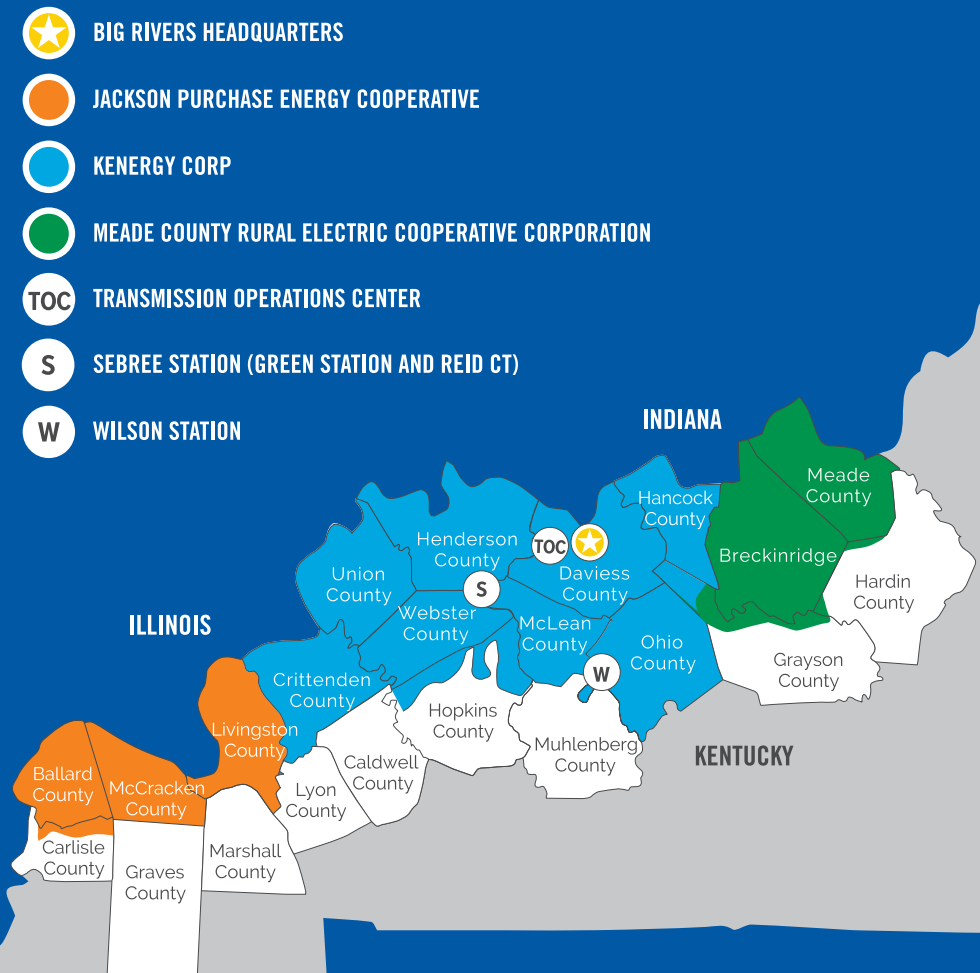 BIG RIVERS HEADQUARTERS
JACKSON PURCHASE ENERGY COOPERATIVE
KENERGY CORP
MEADE COUNTY RURAL ELECTRIC COOPERATIVE CORPORATION
TOC TRANSMISSION OPERATIONS CENTER
S SEBREE STATION (GREEN STATION AND REID CT)
W WILSON STATION
INDIANA
Meade
County
Hancock
County
Breckinridge
Henderson
County
TOC
Daviess
County
Union
County
S
Hardin
County
Webster
County
McLean
County
ILLINOIS
Ohio
County
W
Grayson
County
Crittenden
County
Hopkins
County
Livingston
County
Muhlenberg
County
KENTUCKY
Caldwell
County
Ballard
County
McCracken
County
Lyon
County
Carlisle
County
Marshall
County
Graves
County